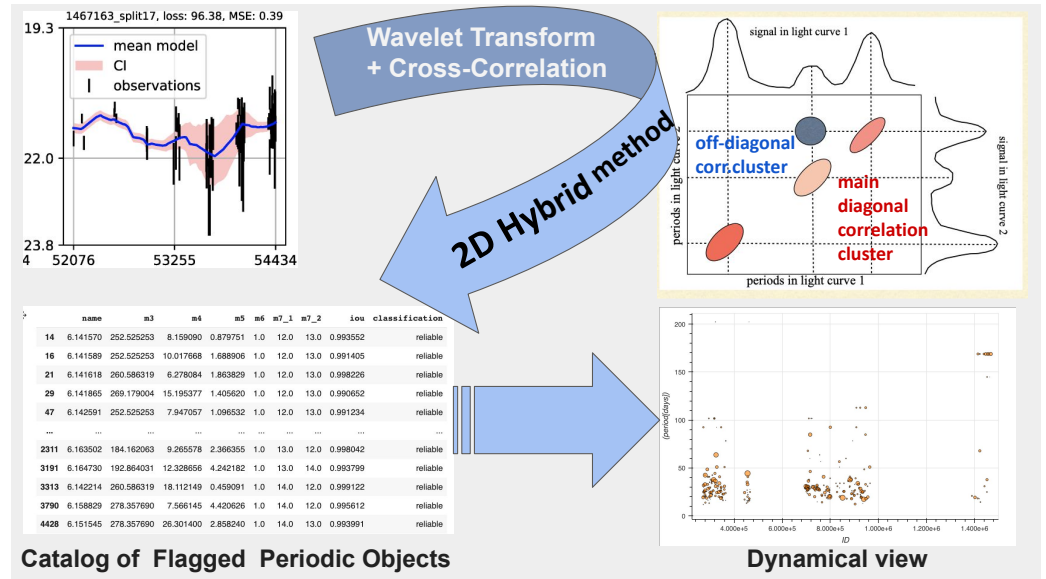 1467163_split17, loss: 96.38, MSE: 0.39
19.3
mean model
CI
observations
22.0
23.8
4 52076 53255 54434
Wavelet Transform
+ Cross-Correlation
2D Hybrid method
signal in light curve 1
periods in light curve 2
off-diagonal
corr.cluster
main
diagonal
correlation
cluster
signal in light curve 2
periods in light curve 1
name m3 m4 m5 m6 m7_1 m7_2 iou classification
14 6.141570 252.525253 8.159090 0.879751 1.0 12.0 13.0 0.993552 reliable
16 6.141589 252.525253 10.017668 1.688906 1.0 12.0 13.0 0.991405 reliable
21 6.141618 260.586319 6.278084 1.863829 1.0 12.0 13.0 0.998226 reliable
29 6.141865 269.179004 15.195377 1.405620 1.0 12.0 13.0 0.990652 reliable
47 6.142591 252.525253 7.947057 1.096532 1.0 12.0 13.0 0.991234 reliable
... ... ... ... ... ... ... ... ... ...
2311 6.163502 184.162063 9.265578 2.366355 1.0 13.0 12.0 0.998042 reliable
3191 6.164730 192.864031 12.328656 4.242182 1.0 13.0 14.0 0.993799 reliable
3313 6.142214 260.586319 18.112149 0.459091 1.0 14.0 12.0 0.999122 reliable
3790 6.158829 278.357690 7.566145 4.420626 1.0 14.0 12.0 0.995612 reliable
4428 6.151545 278.357690 26.301400 2.858240 1.0 14.0 13.0 0.993991 reliable
(period[days])
200
150
100
50
0
4.000e+5 6.000e+5 8.000e+5 1.000e+6 1.200e+6 1.400e+6
ID
Catalog of Flagged Periodic Objects
Dynamical view